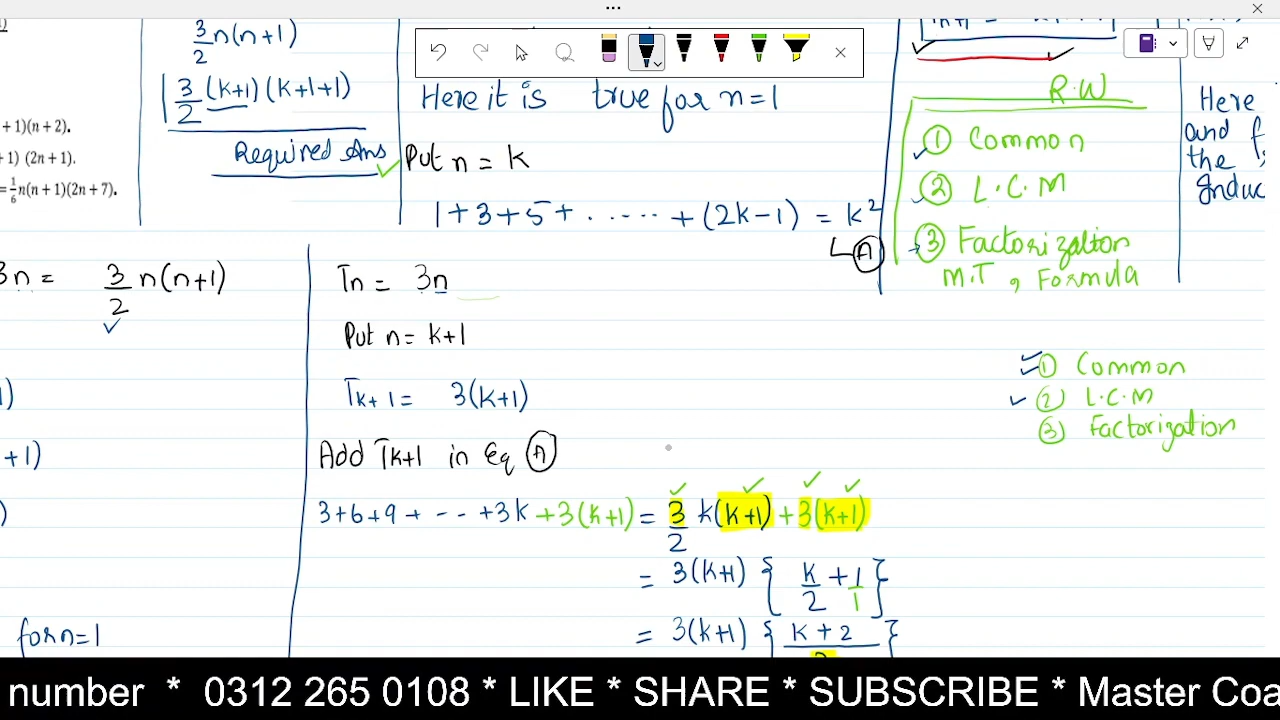 3/2 n(n+1)
3/2 (k+1)(k+1+1)
Required Ans
+ 1)(n + 2).
+ 1) (2n + 1).
= 1/6 n(n + 1)(2n + 7).
Here it is true for n=1
Put n = k
1+3+5+ ...... +(2k-1) = k²
A
R.W
① Common
② L.C.M
③ Factorization
M.T, Formula
Here
and
the
3n = 3/2 n(n+1)
+1)
for n=1
Tn = 3n
Put n= k+1
Tk+1 = 3(k+1)
Add Tk+1 in Eq A
3+6+9+ -- - +3k +3(k+1) = 3/2 k(k+1)+3(k+1)
= 3(k+1) { k/2 + 1/1 }
= 3(k+1) { k+2/2 }
① Common
② L.C.M
③ Factorization
number * 0312 265 0108 * LIKE * SHARE * SUBSCRIBE * Master Coa